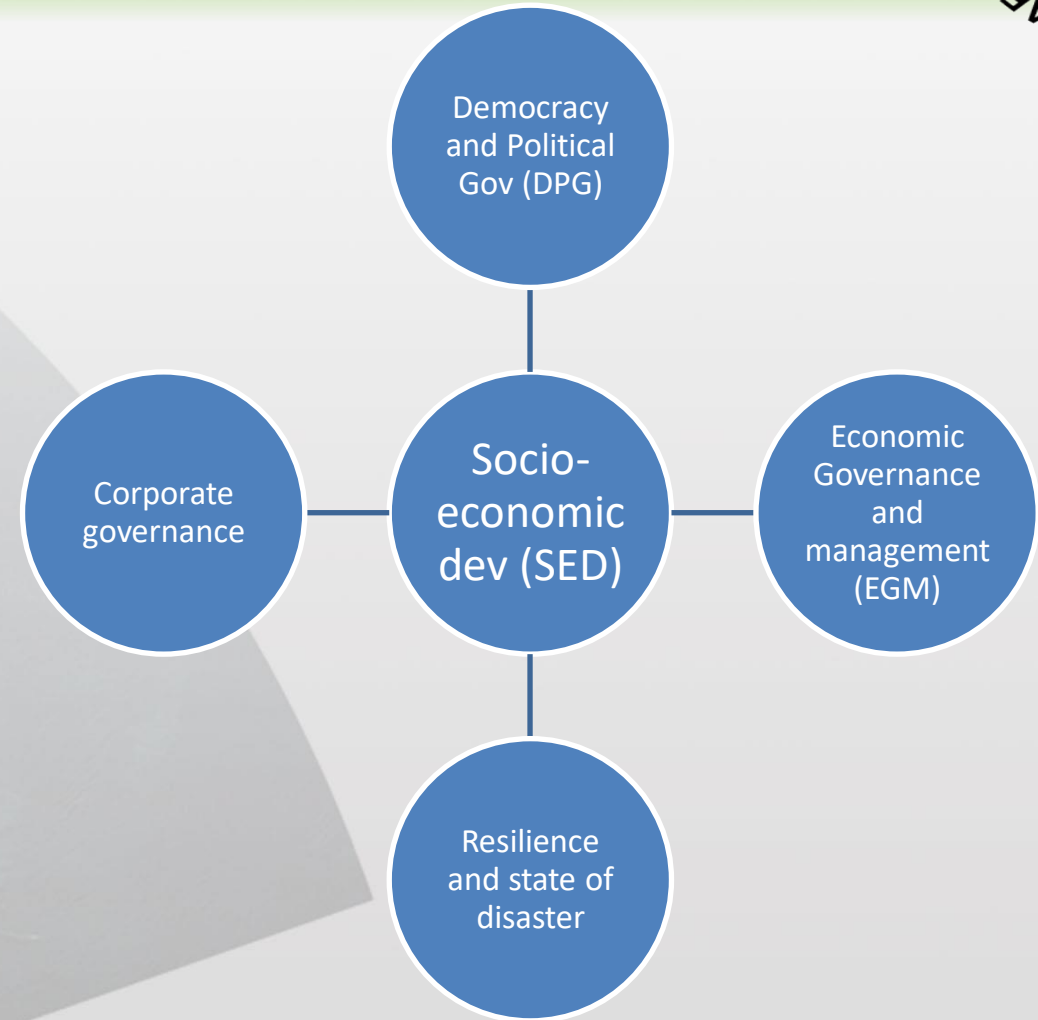 Democracy
and Political
Gov (DPG)
Corporate
governance
Socio-
economic
dev (SED)
Economic
Governance
and
management
(EGM)
Resilience
and state of
disaster